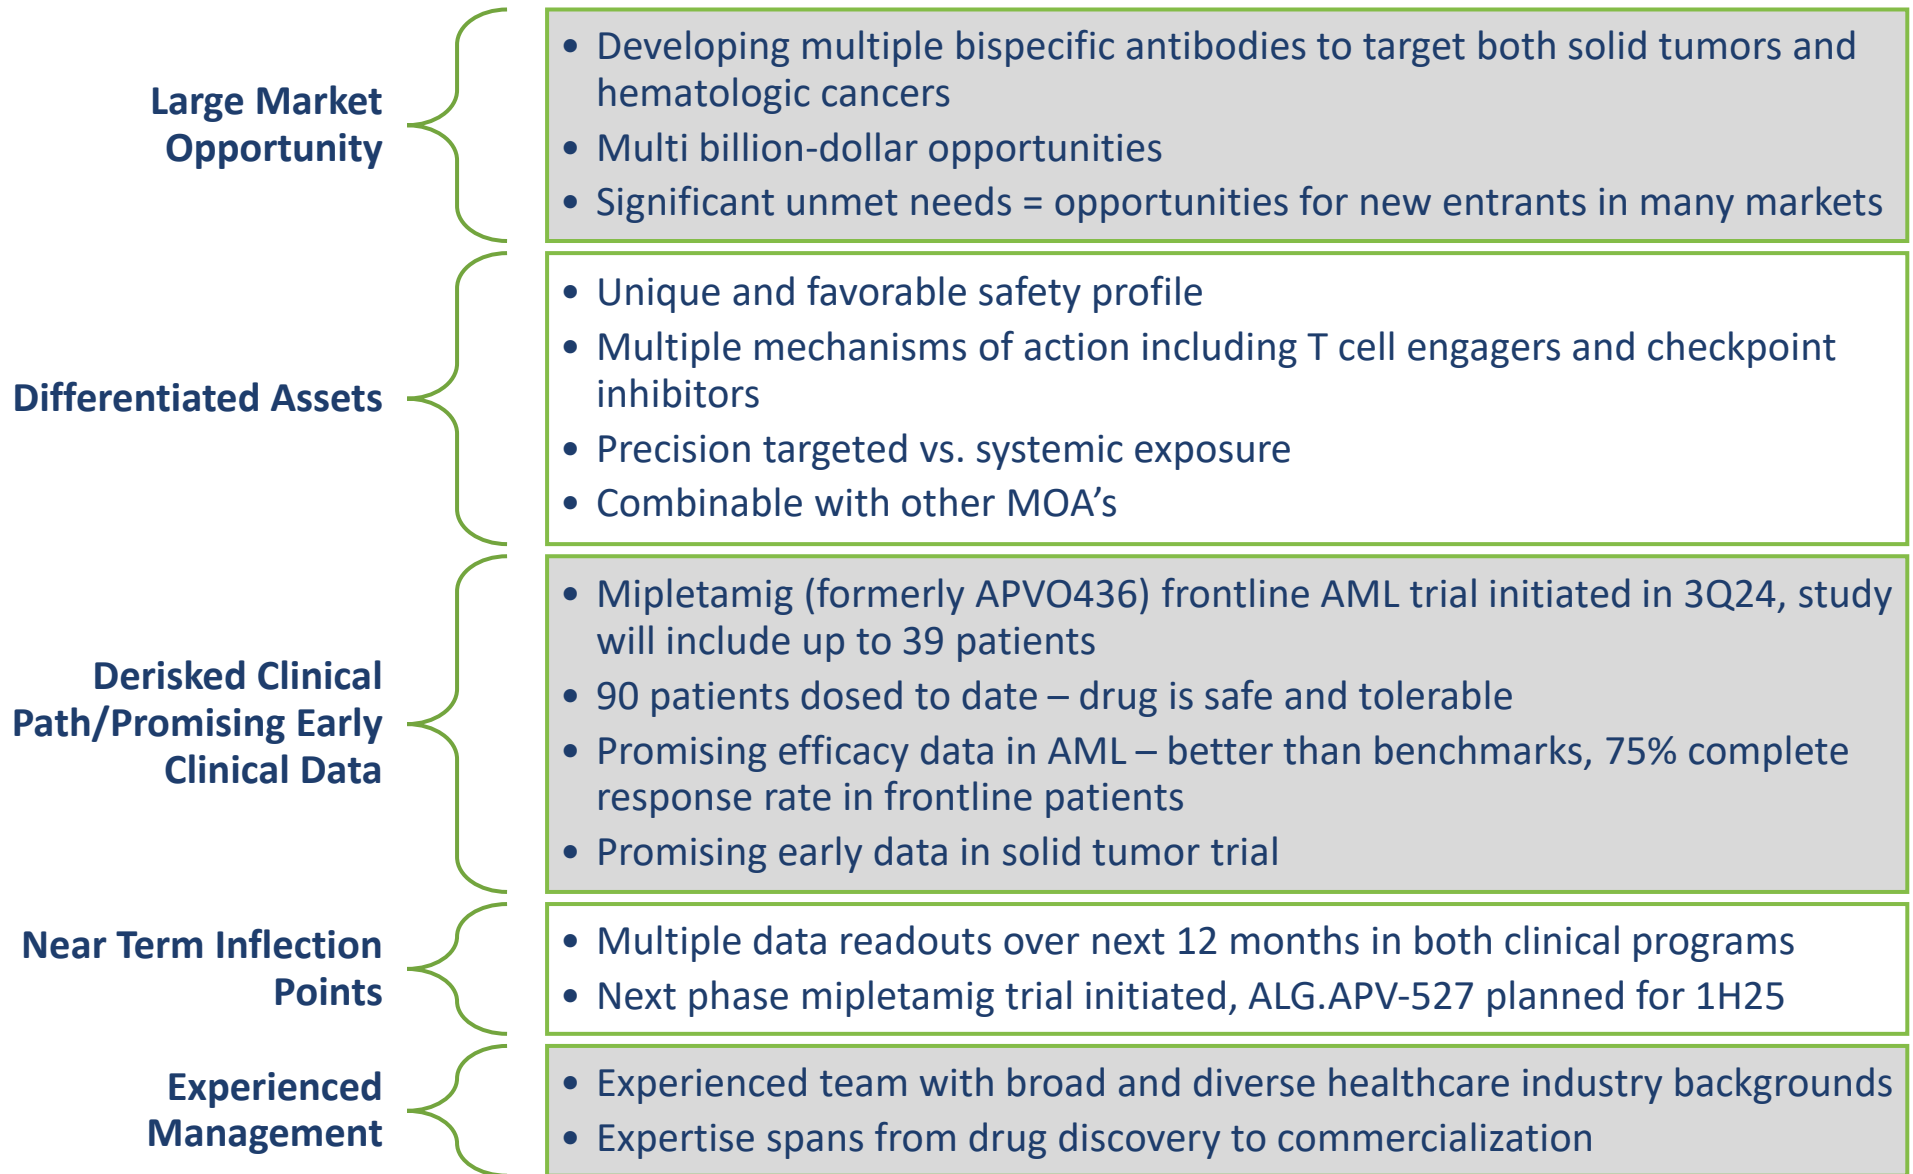 Large Market
Opportunity
• Developing multiple bispecific antibodies to target both solid tumors and
hematologic cancers
• Multi billion-dollar opportunities
• Significant unmet needs = opportunities for new entrants in many markets
Differentiated Assets
• Unique and favorable safety profile
• Multiple mechanisms of action including T cell engagers and checkpoint
inhibitors
• Precision targeted vs. systemic exposure
• Combinable with other MOA’s
Derisked Clinical
Path/Promising Early
Clinical Data
• Mipletamig (formerly APVO436) frontline AML trial initiated in 3Q24, study
will include up to 39 patients
• 90 patients dosed to date – drug is safe and tolerable
• Promising efficacy data in AML – better than benchmarks, 75% complete
response rate in frontline patients
• Promising early data in solid tumor trial
Near Term Inflection
Points
• Multiple data readouts over next 12 months in both clinical programs
• Next phase mipletamig trial initiated, ALG.APV-527 planned for 1H25
Experienced
Management
• Experienced team with broad and diverse healthcare industry backgrounds
• Expertise spans from drug discovery to commercialization